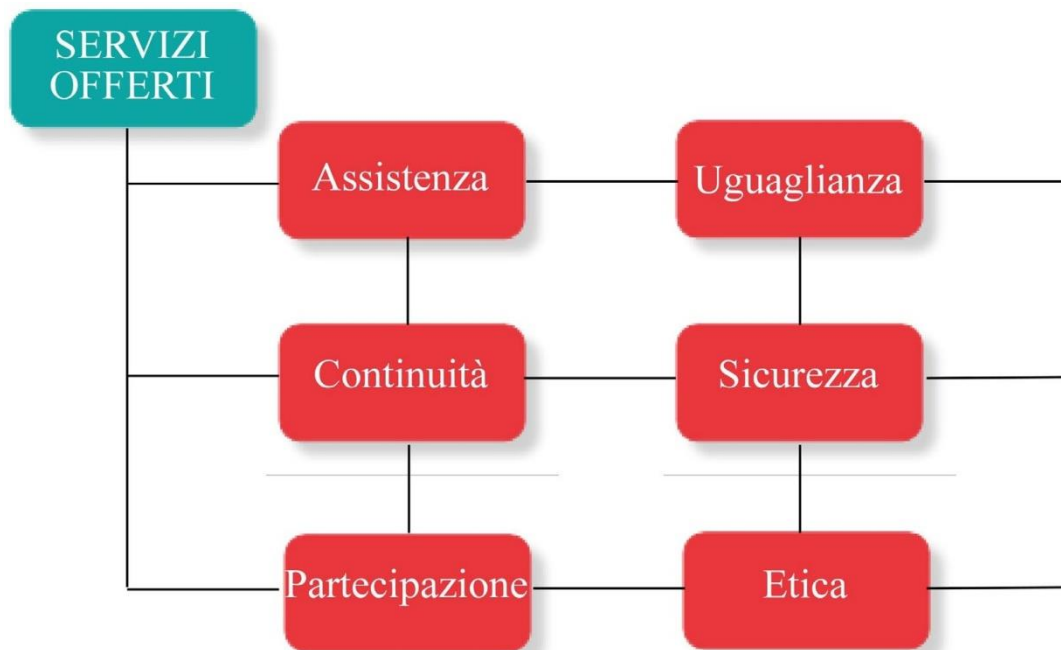 SERVIZI
OFFERTI
Assistenza
Uguaglianza
Continuità
Sicurezza
Partecipazione
Etica